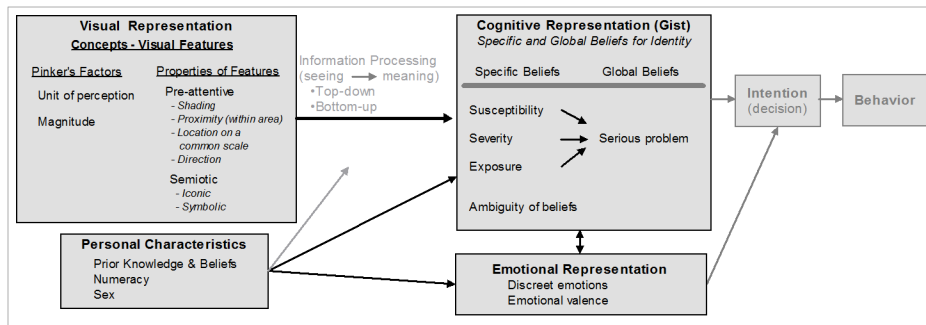 Visual Representation
Concepts - Visual Features
Pinker's Factors
Unit of perception
Magnitude
Properties of Features
Pre-attentive
- Shading
- Proximity (within area)
- Location on a
common scale
- Direction
Semiotic
- Iconic
- Symbolic
Information Processing
(seeing → meaning)
•Top-down
•Bottom-up
Cognitive Representation (Gist)
Specific and Global Beliefs for Identity
Specific Beliefs
Global Beliefs
Susceptibility
Severity
Exposure
Serious problem
Ambiguity of beliefs
Intention
(decision)
Behavior
Personal Characteristics
Prior Knowledge & Beliefs
Numeracy
Sex
Emotional Representation
Discreet emotions
Emotional valence